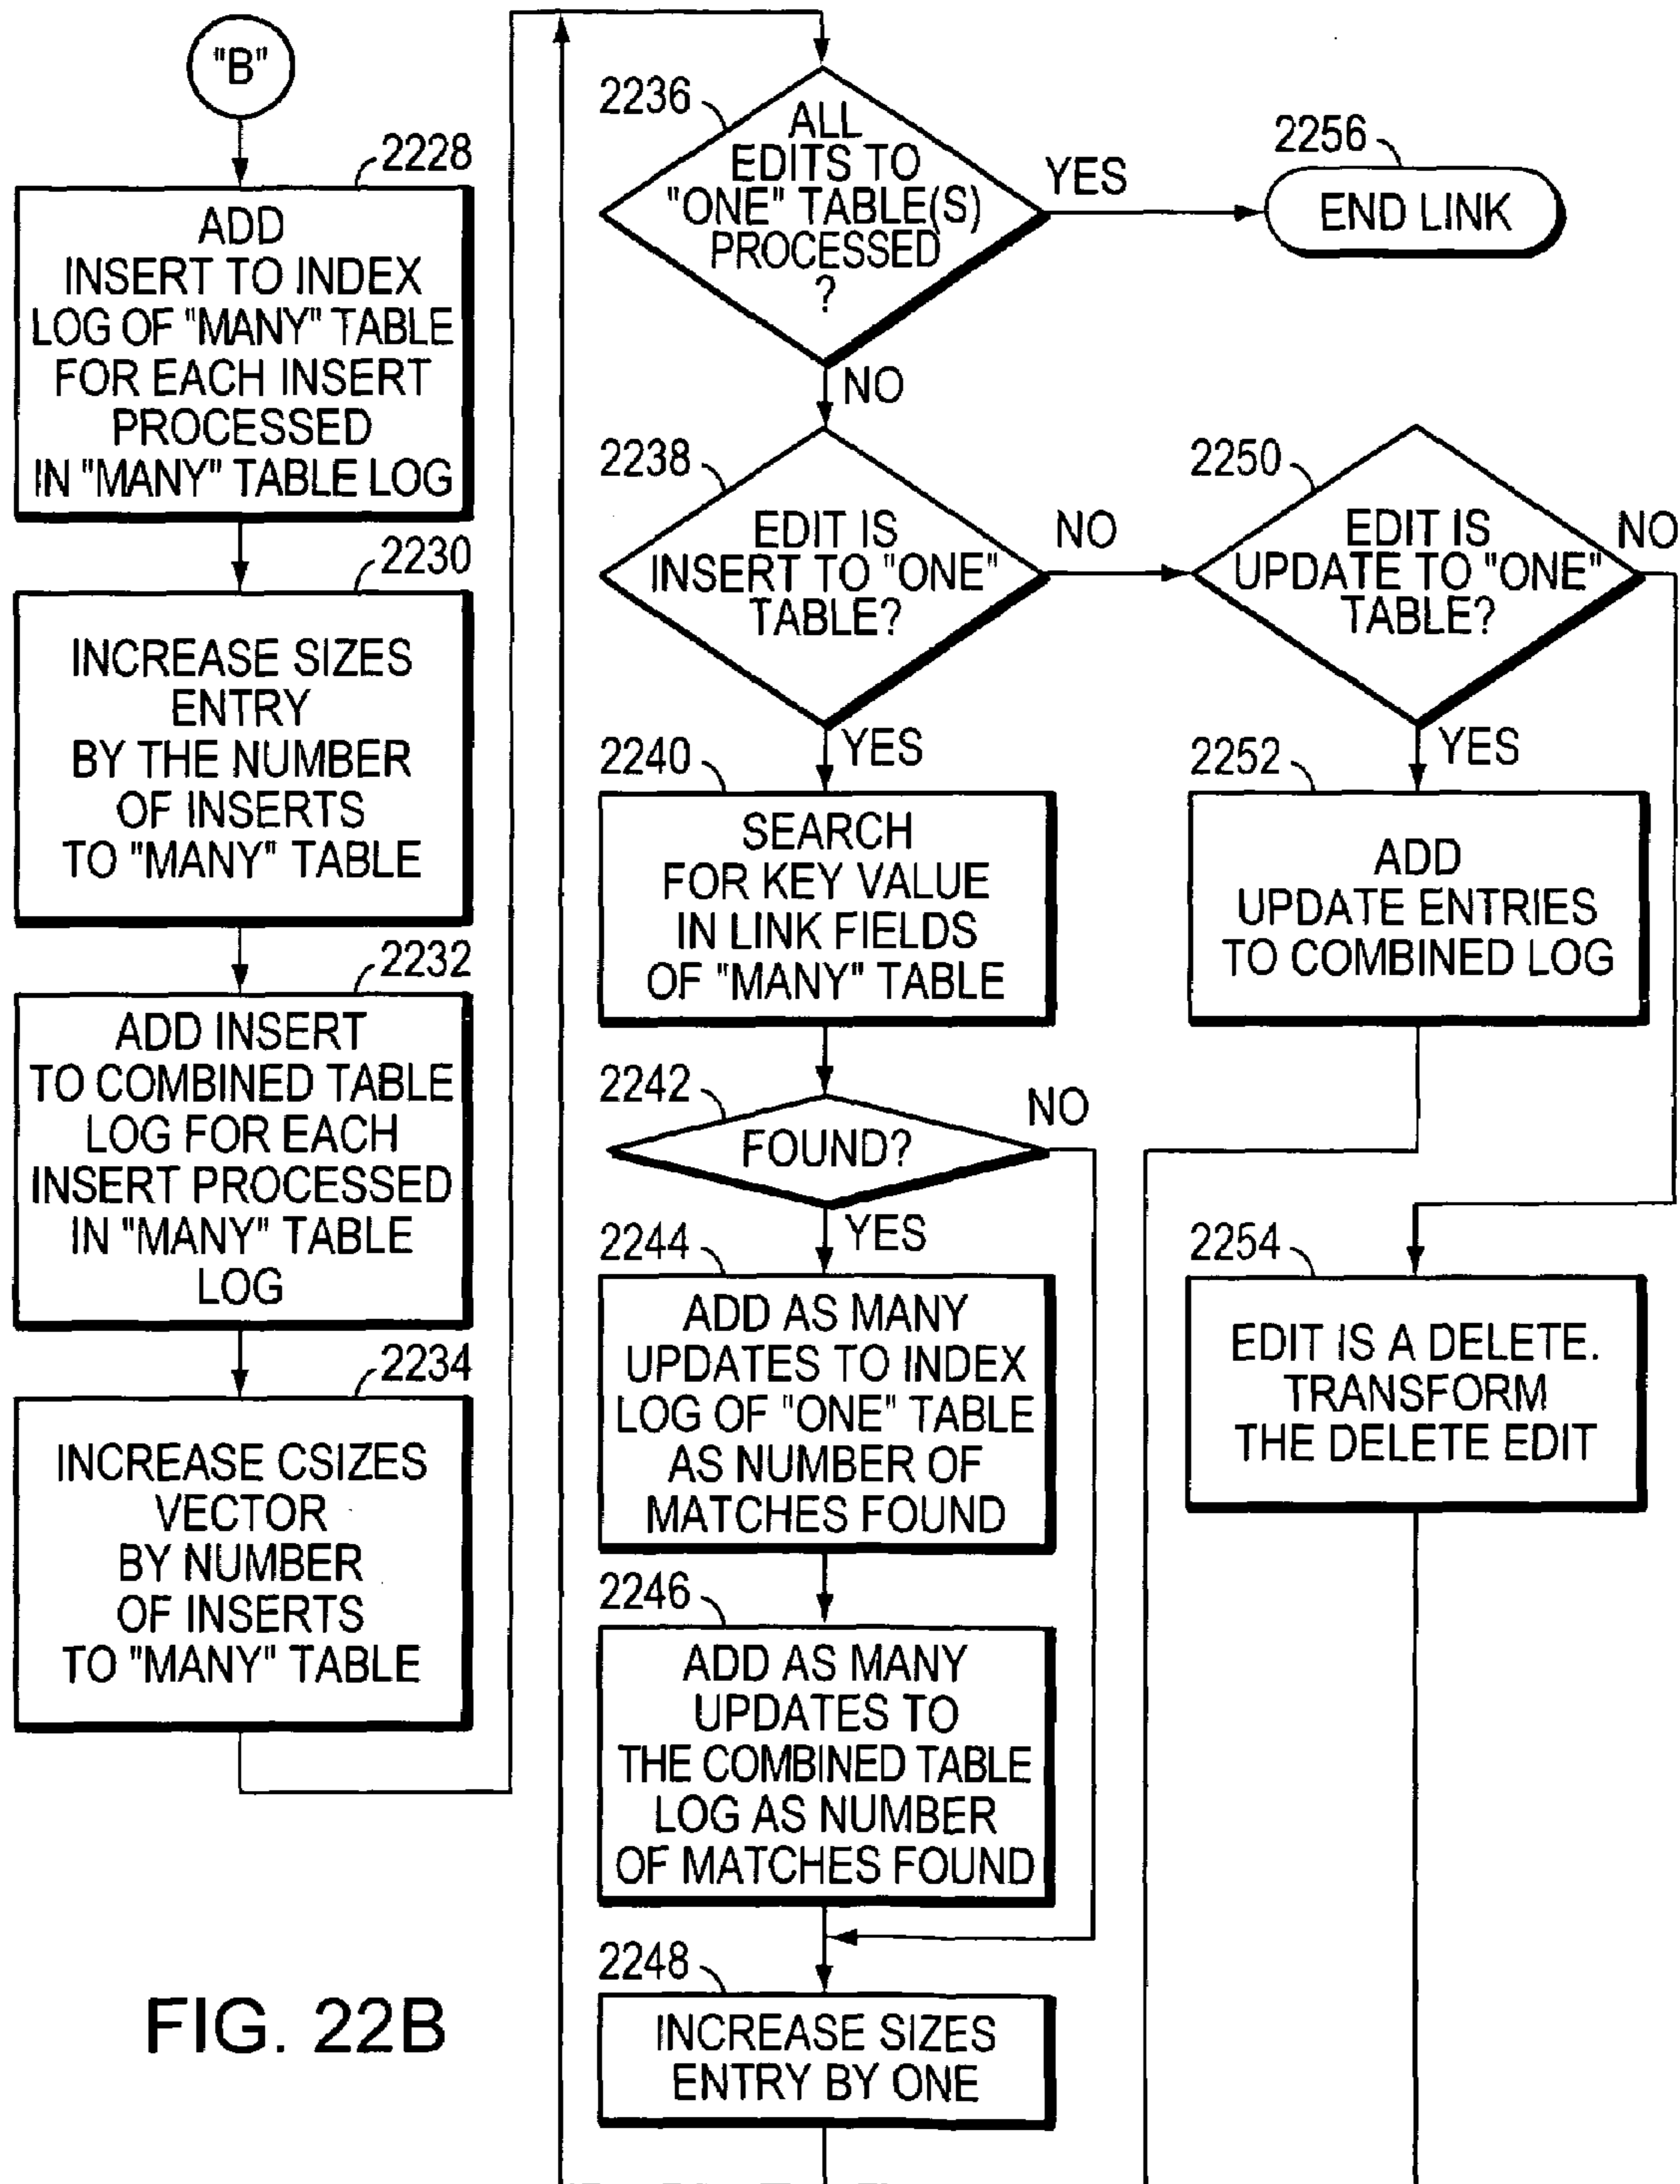 "B"
2228
ADD
INSERT TO INDEX
LOG OF "MANY" TABLE
FOR EACH INSERT
PROCESSED
IN "MANY" TABLE LOG
2230
INCREASE SIZES
ENTRY
BY THE NUMBER
OF INSERTS
TO "MANY" TABLE
2232
ADD INSERT
TO COMBINED TABLE
LOG FOR EACH
INSERT PROCESSED
IN "MANY" TABLE
LOG
2234
INCREASE CSIZES
VECTOR
BY NUMBER
OF INSERTS
TO "MANY" TABLE
2236
ALL
EDITS TO
"ONE" TABLE(S)
PROCESSED
?
YES
2256
END LINK
NO
2238
EDIT IS
INSERT TO "ONE"
TABLE?
NO
2250
EDIT IS
UPDATE TO "ONE"
TABLE?
NO
YES
2240
SEARCH
FOR KEY VALUE
IN LINK FIELDS
OF "MANY" TABLE
YES
2252
ADD
UPDATE ENTRIES
TO COMBINED LOG
2242
FOUND?
NO
YES
2244
ADD AS MANY
UPDATES TO INDEX
LOG OF "ONE" TABLE
AS NUMBER OF
MATCHES FOUND
2254
EDIT IS A DELETE.
TRANSFORM
THE DELETE EDIT
2246
ADD AS MANY
UPDATES TO
THE COMBINED TABLE
LOG AS NUMBER
OF MATCHES FOUND
2248
INCREASE SIZES
ENTRY BY ONE
FIG. 22B